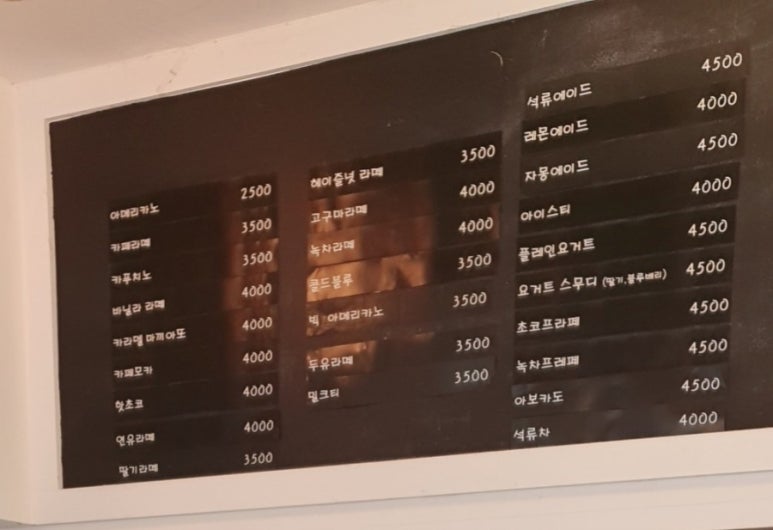 아메리카노 2500
카페라떼 3500
카푸치노 3500
바닐라 라떼 4000
카라멜 마끼아또 4000
카페모카 4000
핫초코 4000
연유라떼 4000
딸기라떼 3500
헤이즐넛 라떼 3500
고구마라떼 4000
녹차라떼 4000
콜드블루 3500
빅 아메리카노 3500
두유라떼 3500
밀크티 3500
석류에이드 4500
레몬에이드 4000
자몽에이드 4500
아이스티 4000
플레인요거트 4500
요거트 스무디 (딸기,블루베리) 4500
초코프라페 4500
녹차프레페 4500
아보카도 4500
석류차 4000